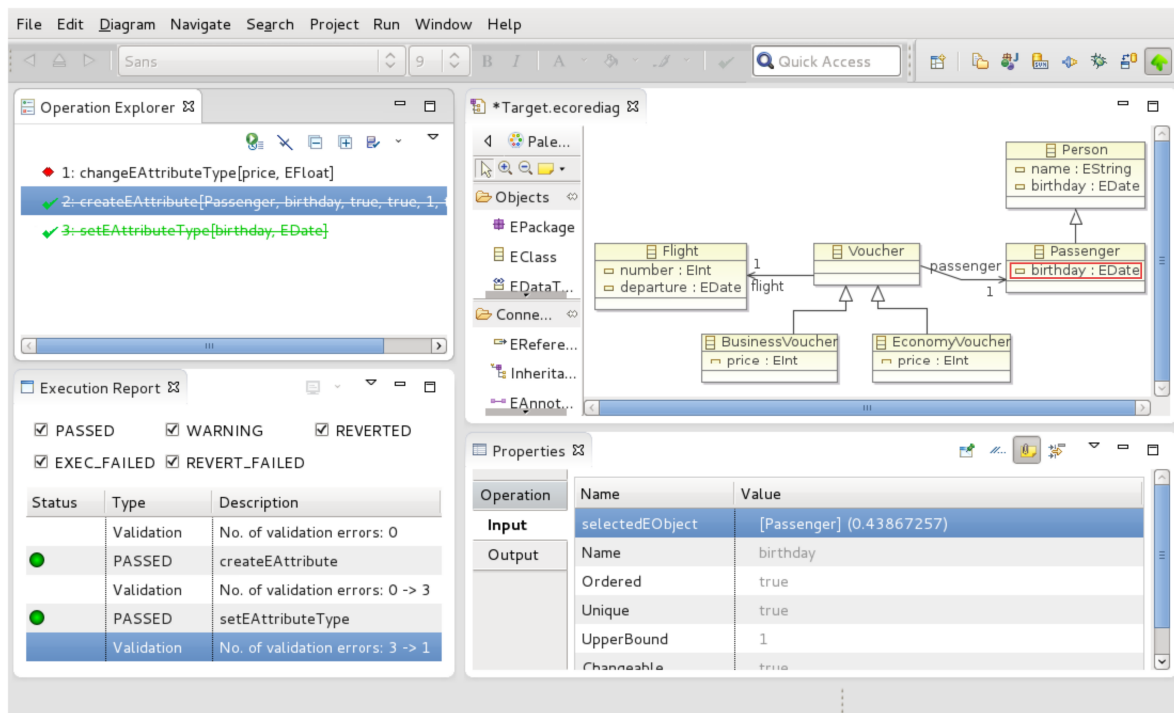 File Edit Diagram Navigate Search Project Run Window Help
Sans 9 B I A Quick Access
Operation Explorer
1: changeEAttributeType[price, EFloat]
2: createEAttribute[Passenger, birthday, true, true, 1,
3: setEAttributeType[birthday, EDate]
Execution Report
PASSED WARNING REVERTED
EXEC_FAILED REVERT_FAILED
Status Type Description
Validation No. of validation errors: 0
PASSED createEAttribute
Validation No. of validation errors: 0 -> 3
PASSED setEAttributeType
Validation No. of validation errors: 3 -> 1
*Target.ecorediag
Pale...
Objects
EPackage
EClass
EDataT...
Conne...
ERefere...
Inherita...
EAnnot...
Person
name : EString
birthday : EDate
Flight
number : EInt
departure : EDate
1
flight
Voucher
passenger
1
Passenger
birthday : EDate
BusinessVoucher
price : EInt
EconomyVoucher
price : EInt
Properties
Operation
Input
Output
Name Value
selectedEObject [Passenger] (0.43867257)
Name birthday
Ordered true
Unique true
UpperBound 1
Changeable true